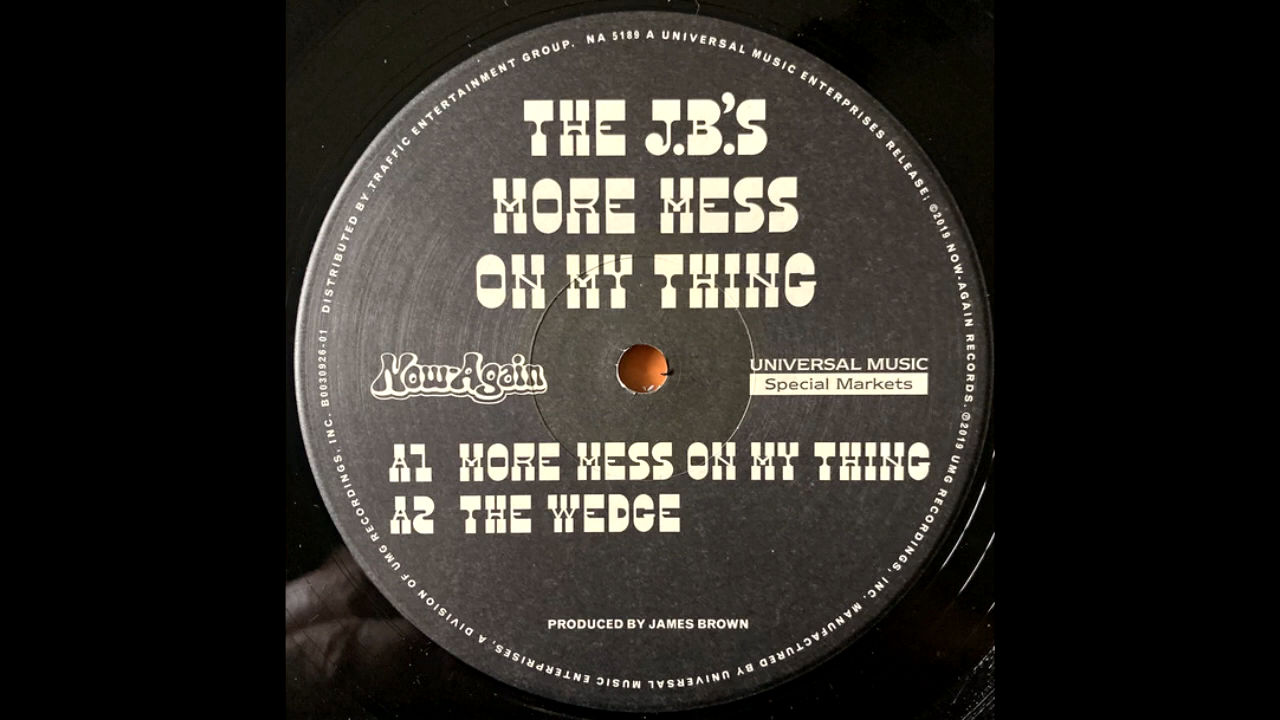 THE J.B.'S
MORE MESS
ON MY THING
Now-Again
UNIVERSAL MUSIC
Special Markets
A1 MORE MESS ON MY THING
A2 THE WEDGE
PRODUCED BY JAMES BROWN
NA 5189 A UNIVERSAL MUSIC ENTERPRISES RELEASE; ©2019 NOW-AGAIN RECORDS. ℗2019 UMG RECORDINGS, INC. MANUFACTURED BY UNIVERSAL MUSIC ENTERPRISES, A DIVISION OF UMG RECORDINGS, INC. B0030926-01 DISTRIBUTED BY TRAFFIC ENTERTAINMENT GROUP.